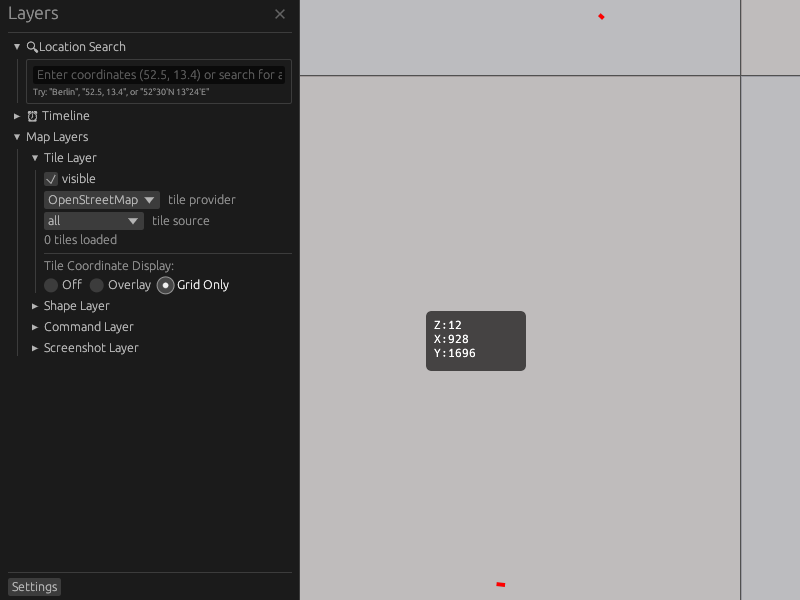 Layers
Location Search
Enter coordinates (52.5, 13.4) or search for a
Try: "Berlin", "52.5, 13.4", or "52°30'N 13°24'E"
Timeline
Map Layers
Tile Layer
visible
OpenStreetMap tile provider
all tile source
0 tiles loaded
Tile Coordinate Display:
Off Overlay Grid Only
Shape Layer
Command Layer
Screenshot Layer
Settings
Z:12
X:928
Y:1696